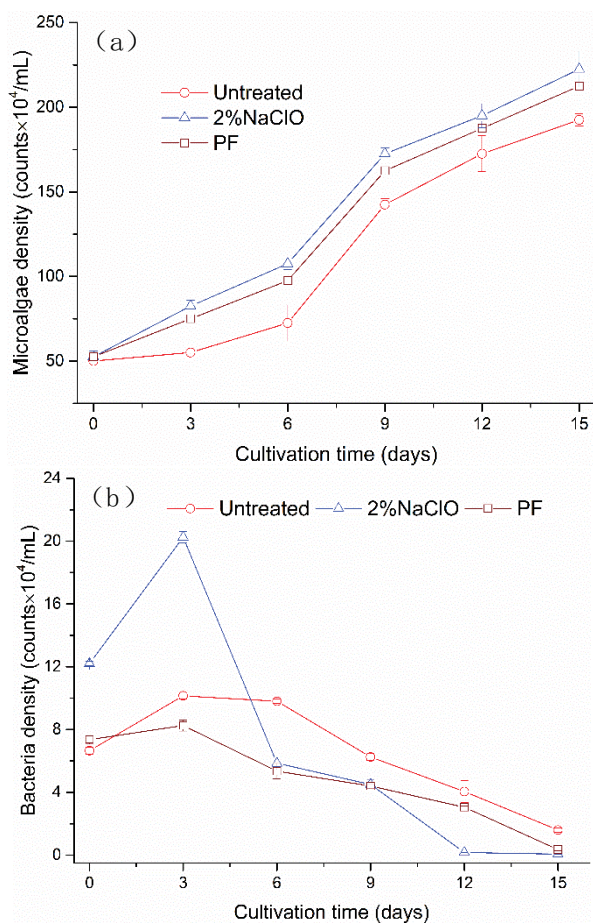 （a）
Untreated
2%NaClO
PF
250
200
150
100
50
Microalgae density (counts×10⁴/mL)
0 3 6 9 12 15
Cultivation time (days)
（b）
Untreated 2%NaClO PF
24
20
16
12
8
4
0
Bacteria density (counts×10⁴/mL)
0 3 6 9 12 15
Cultivation time (days)